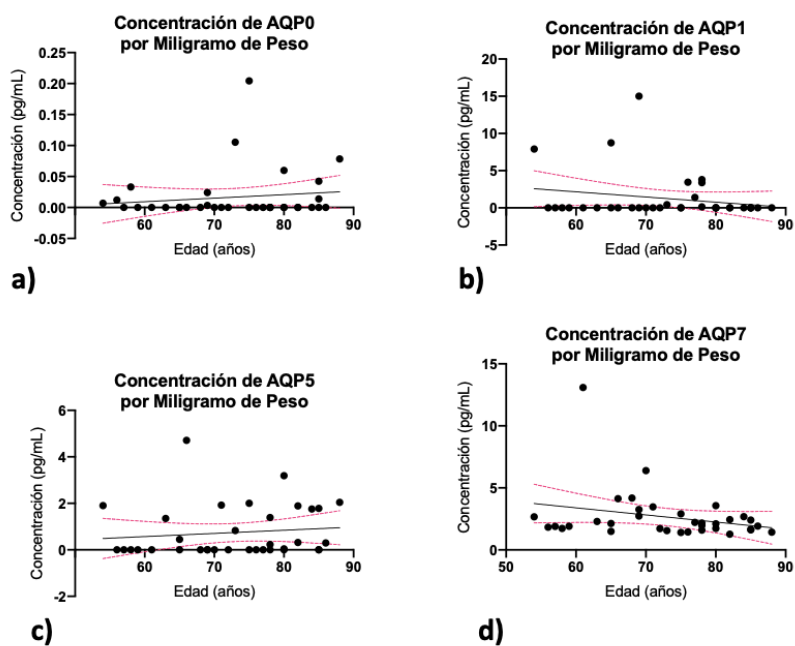 Concentración de AQP0
por Miligramo de Peso
Concentración (pg/mL)
0.25
0.20
0.15
0.10
0.05
0.00
-0.05
60
70
80
90
Edad (años)
a)
Concentración de AQP1
por Miligramo de Peso
Concentración (pg/mL)
20
15
10
5
0
-5
60
70
80
90
Edad (años)
b)
Concentración de AQP5
por Miligramo de Peso
Concentración (pg/mL)
6
4
2
0
-2
60
70
80
90
Edad (años)
c)
Concentración de AQP7
por Miligramo de Peso
Concentración (pg/mL)
15
10
5
0
50
60
70
80
90
Edad (años)
d)